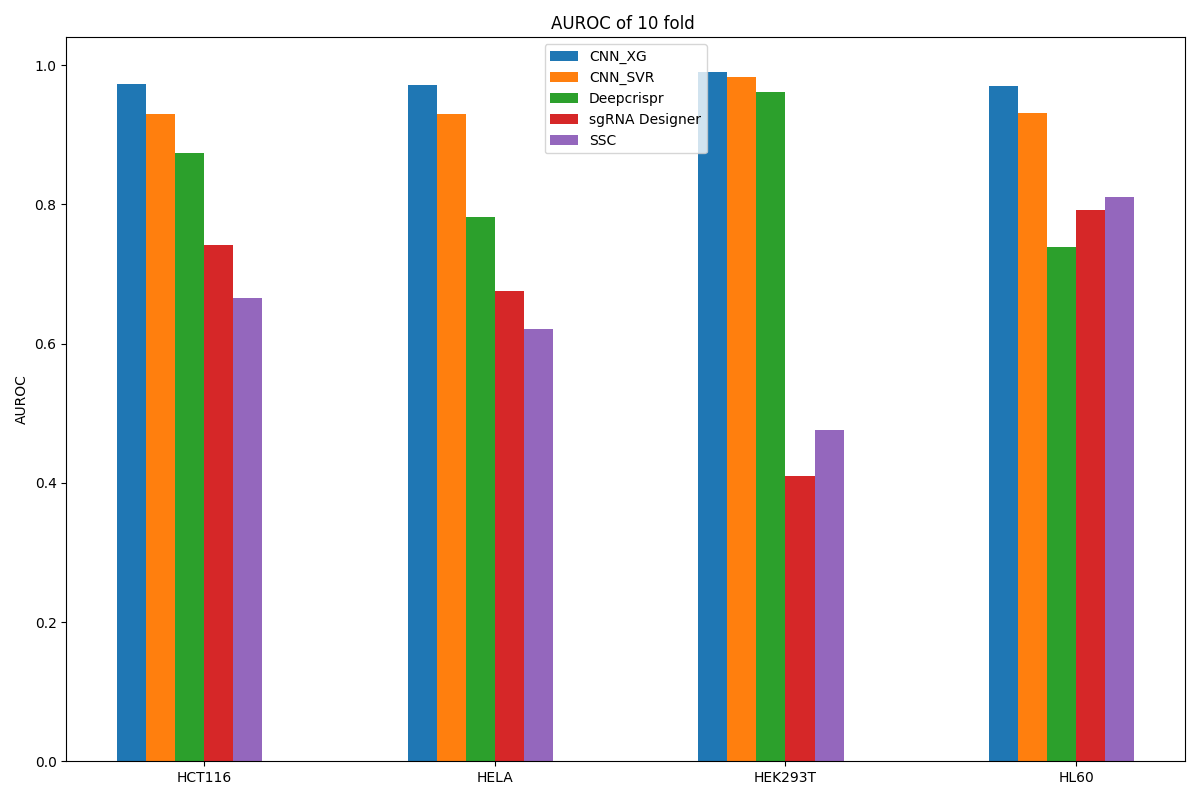 AUROC of 10 fold
CNN_XG
CNN_SVR
Deepcrispr
sgRNA Designer
SSC
AUROC
1.0
0.8
0.6
0.4
0.2
0.0
HCT116
HELA
HEK293T
HL60